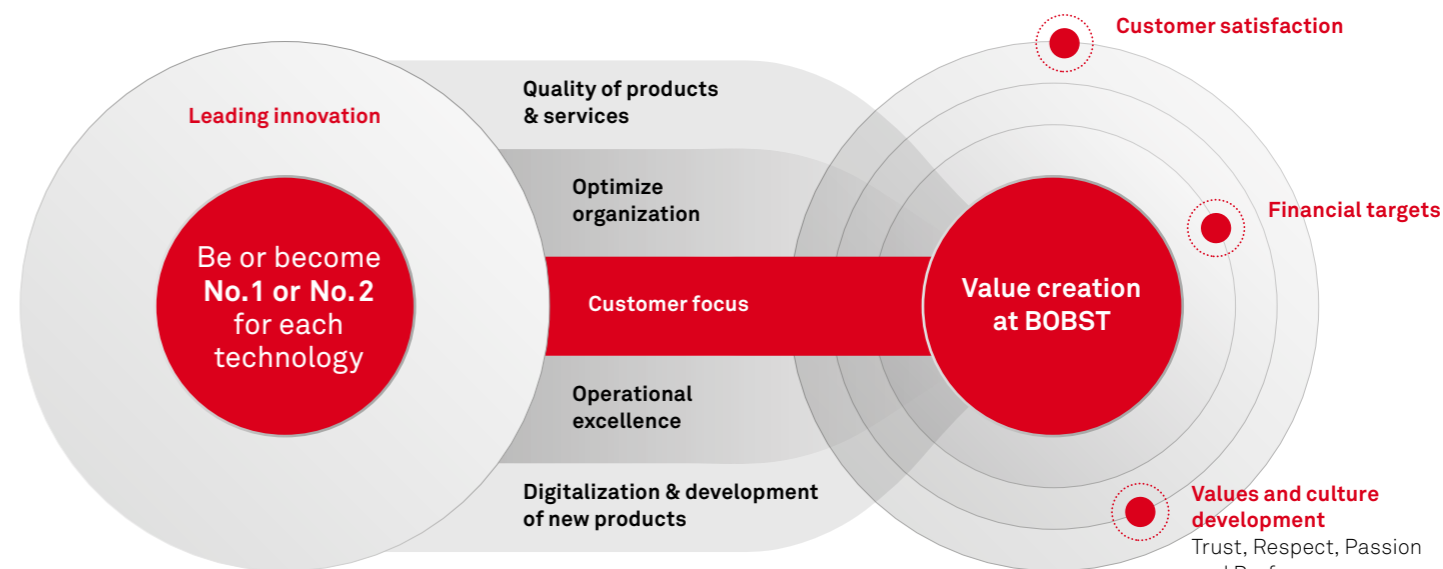 Customer satisfaction
Quality of products
& services
Leading innovation
Optimize
organization
Financial targets
Be or become
No.1 or No.2
for each
technology
Customer focus
Value creation
at BOBST
Operational
excellence
Digitalization & development
of new products
Values and culture
development
Trust, Respect, Passion